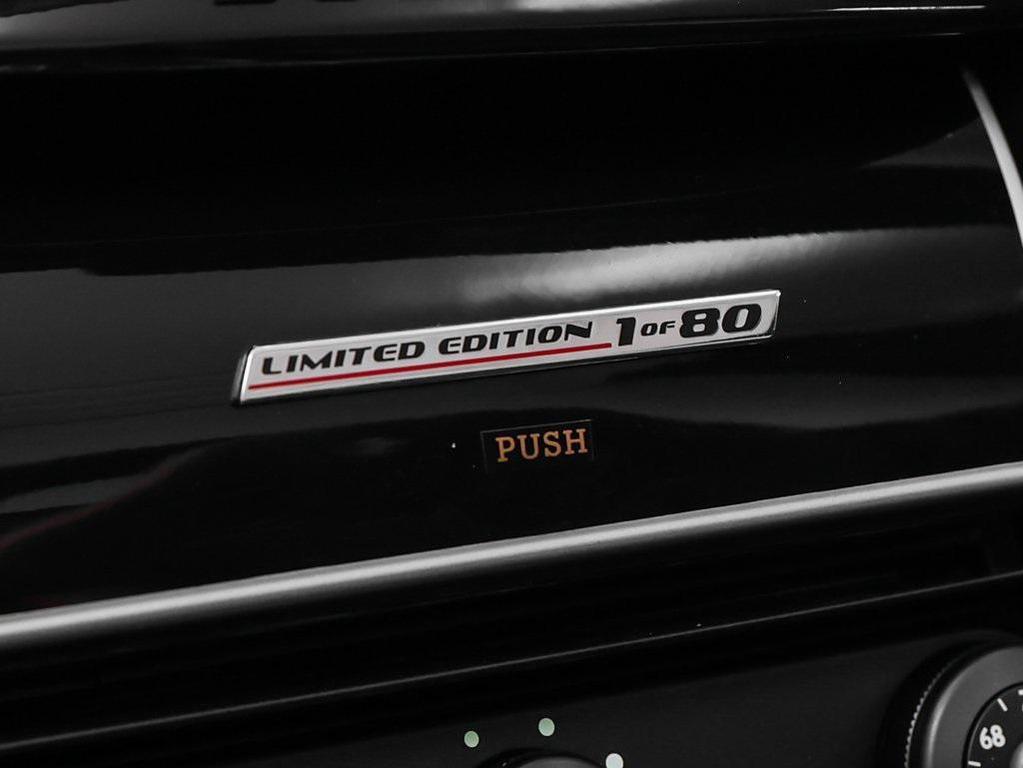 LIMITED EDITION 1 OF 80
PUSH
68